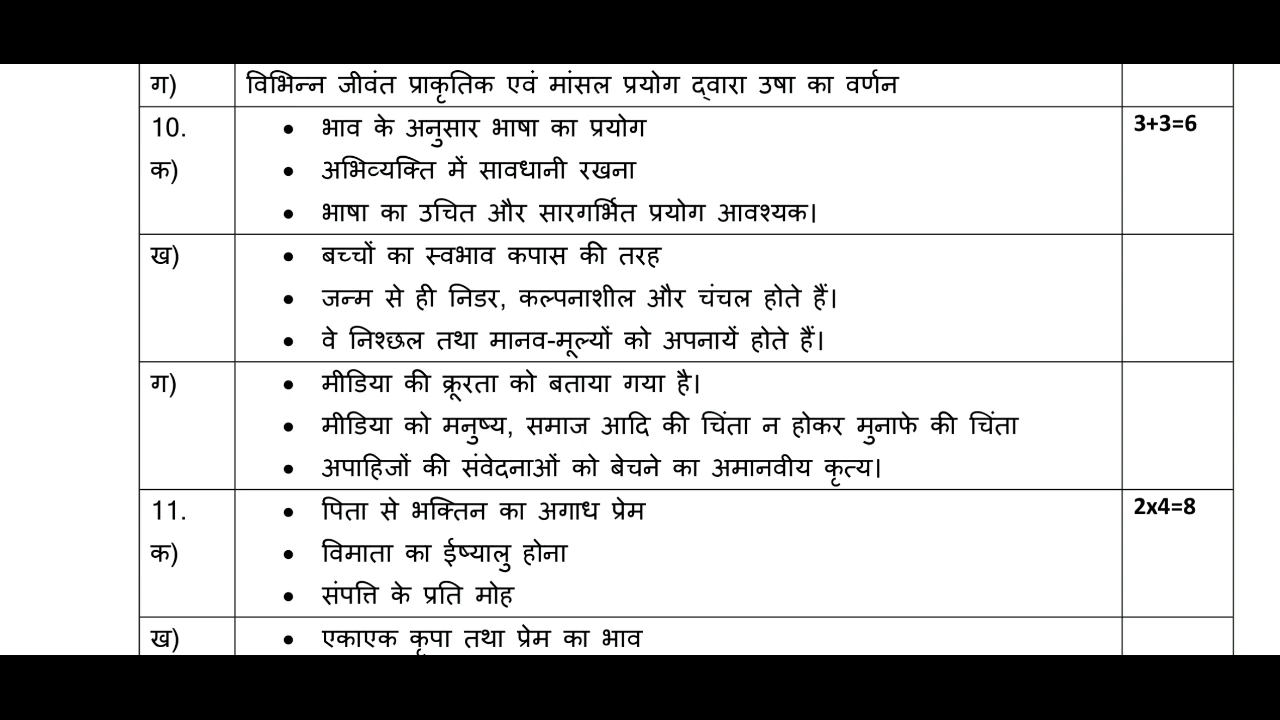 ग) विभिन्न जीवंत प्राकृतिक एवं मांसल प्रयोग द्वारा उषा का वर्णन
10. • भाव के अनुसार भाषा का प्रयोग 3+3=6
क) • अभिव्यक्ति में सावधानी रखना
• भाषा का उचित और सारगर्भित प्रयोग आवश्यक।
ख) • बच्चों का स्वभाव कपास की तरह
• जन्म से ही निडर, कल्पनाशील और चंचल होते हैं।
• वे निश्छल तथा मानव-मूल्यों को अपनायें होते हैं।
ग) • मीडिया की क्रूरता को बताया गया है।
• मीडिया को मनुष्य, समाज आदि की चिंता न होकर मुनाफे की चिंता
• अपाहिजों की संवेदनाओं को बेचने का अमानवीय कृत्य।
11. • पिता से भक्तिन का अगाध प्रेम 2x4=8
क) • विमाता का ईष्यालु होना
• संपत्ति के प्रति मोह
ख) • एकाएक कृपा तथा प्रेम का भाव